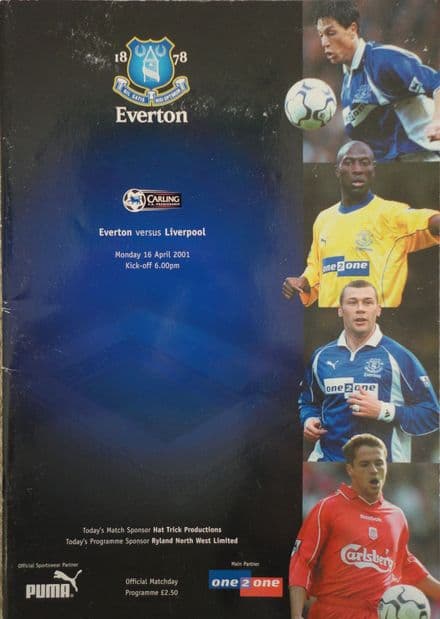 18 78
NIL SATIS NISI OPTIMUM
Everton
CARLING
Everton versus Liverpool
Monday 16 April 2001
Kick-off 6.00pm
one2one
one2one
Everton
Carlsberg
Today's Match Sponsor Hat Trick Productions
Today's Programme Sponsor Ryland North West Limited
Official Sportswear Partner
PUMA
Official Matchday
Programme £2.50
Main Partner
one2one